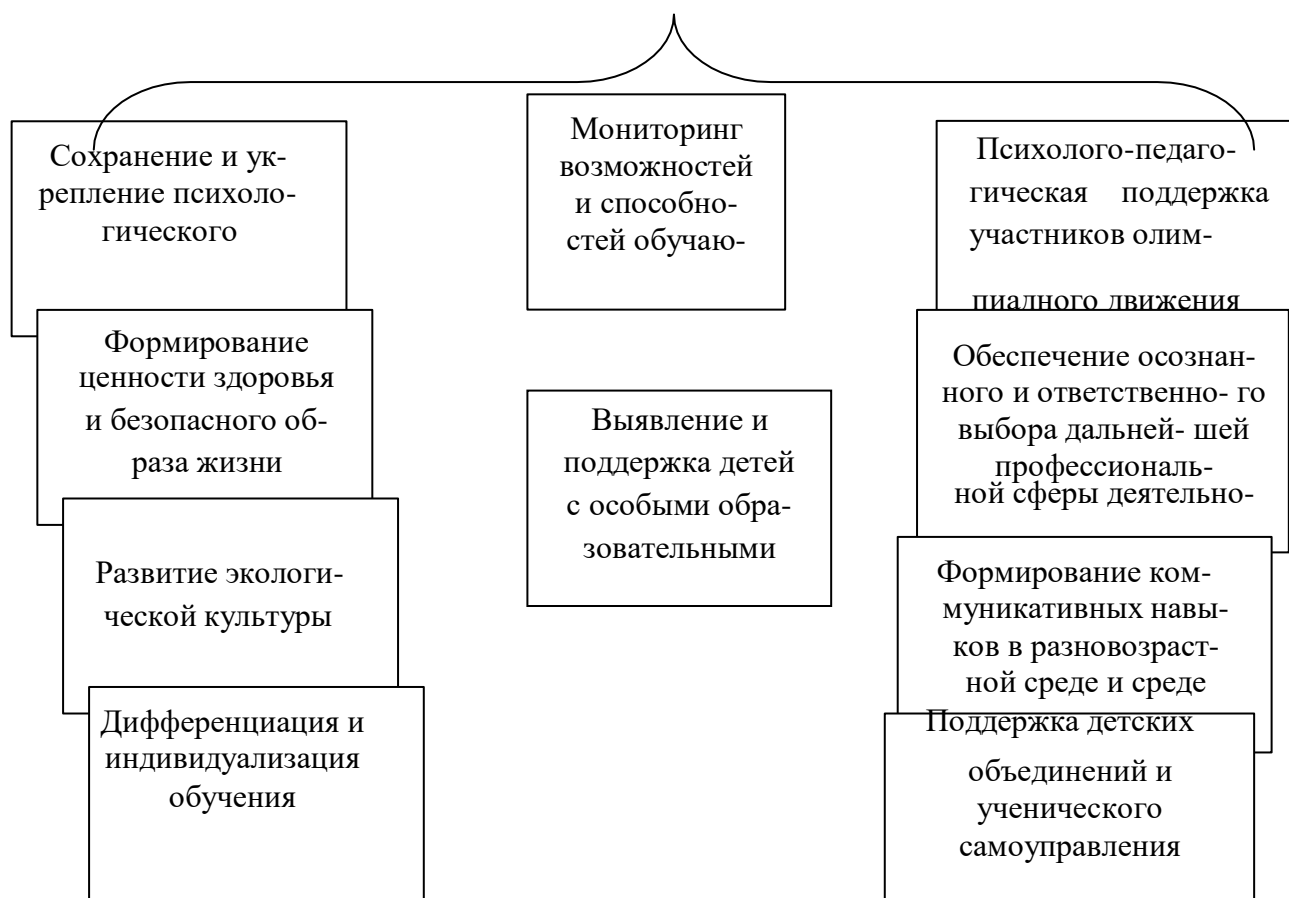 Сохранение и ук-
репление психоло-
гического
Формирование
ценности здоровья
и безопасного об-
раза жизни
Развитие экологи-
ческой культуры
Дифференциация и
индивидуализация
обучения
Мониторинг
возможностей
и способно-
стей обучаю-
Выявление и
поддержка детей
с особыми обра-
зовательными
Психолого-педаго-
гическая поддержка
участников олим-
пиадного движения
Обеспечение осознан-
ного и ответственно- го
выбора дальней- шей
профессиональ-
ной сферы деятельно-
Формирование ком-
муникативных навы-
ков в разновозраст-
ной среде и среде
Поддержка детских
объединений и
ученического
самоуправления